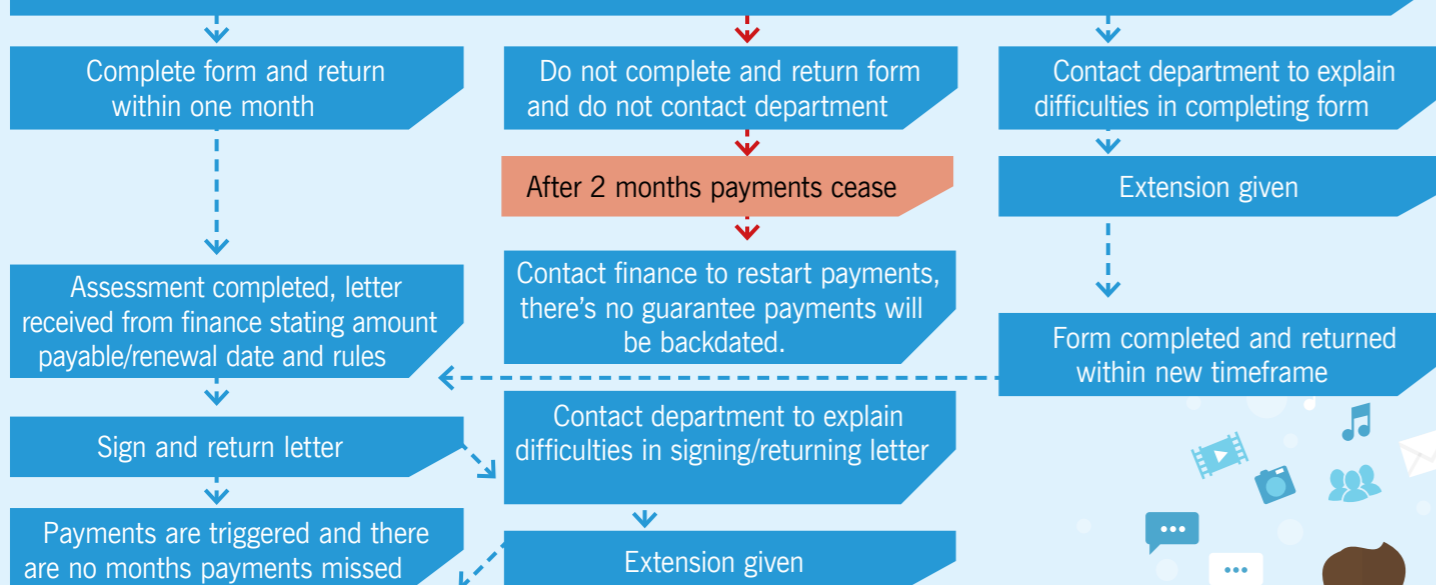 Complete form and return
within one month
Do not complete and return form
and do not contact department
Contact department to explain
difficulties in completing form
After 2 months payments cease
Extension given
Assessment completed, letter
received from finance stating amount
payable/renewal date and rules
Contact finance to restart payments,
there's no guarantee payments will
be backdated.
Form completed and returned
within new timeframe
Sign and return letter
Contact department to explain
difficulties in signing/returning letter
Payments are triggered and there
are no months payments missed
Extension given